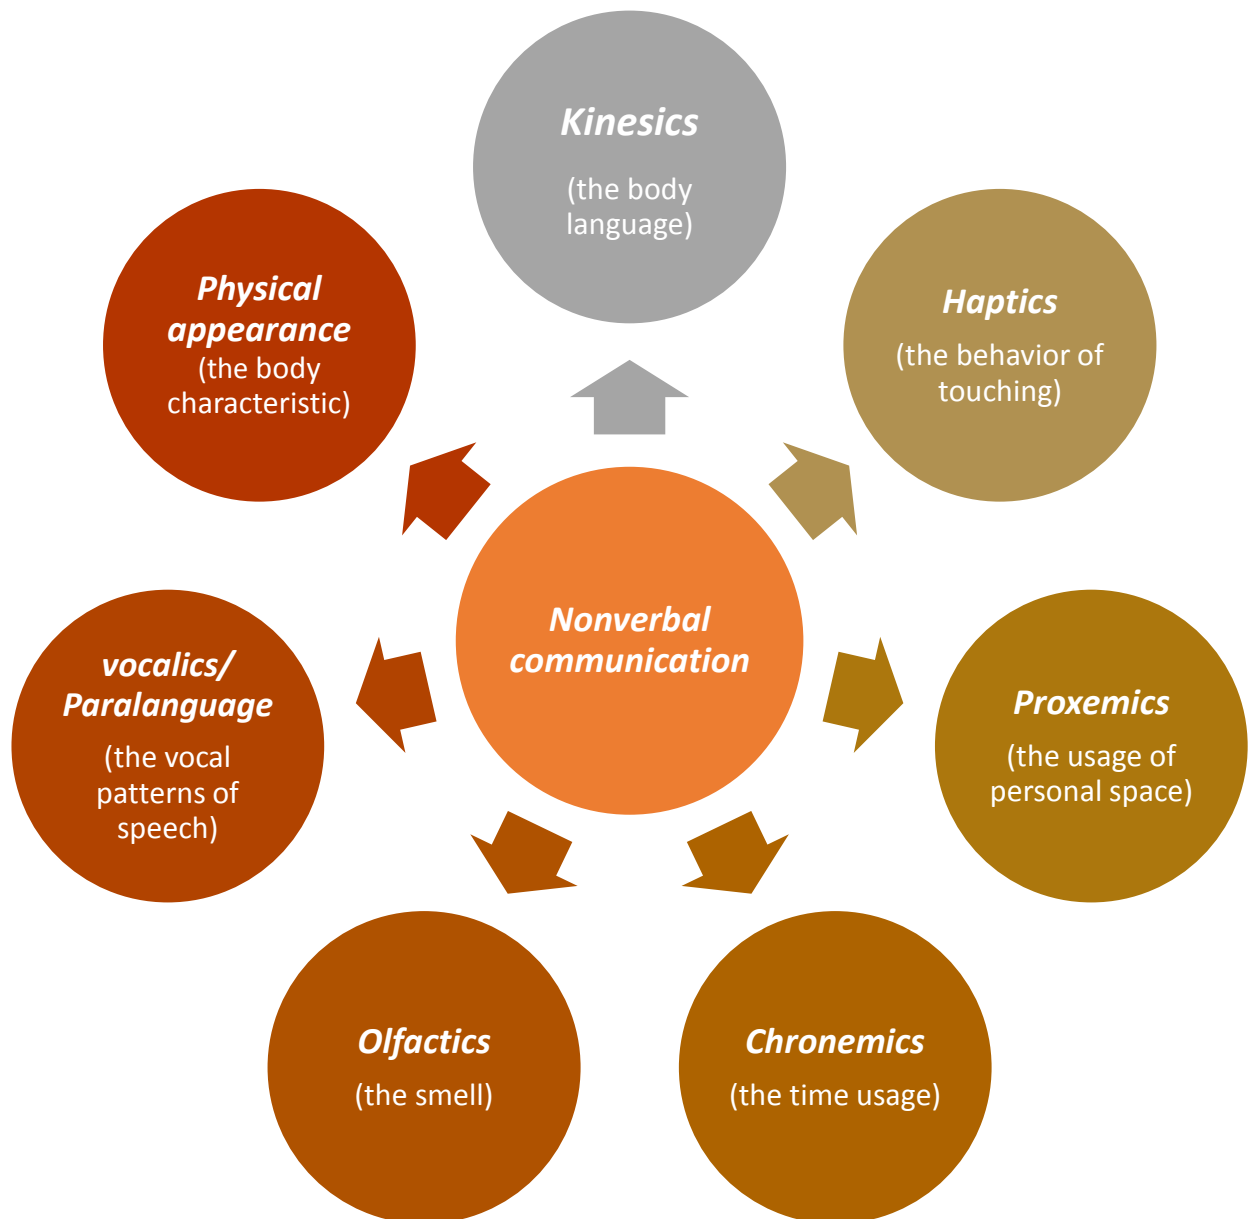 Kinesics
(the body
language)
Haptics
(the behavior of
touching)
Proxemics
(the usage of
personal space)
Chronemics
(the time usage)
Olfactics
(the smell)
vocalics/
Paralanguage
(the vocal
patterns of
speech)
Physical
appearance
(the body
characteristic)
Nonverbal
communication